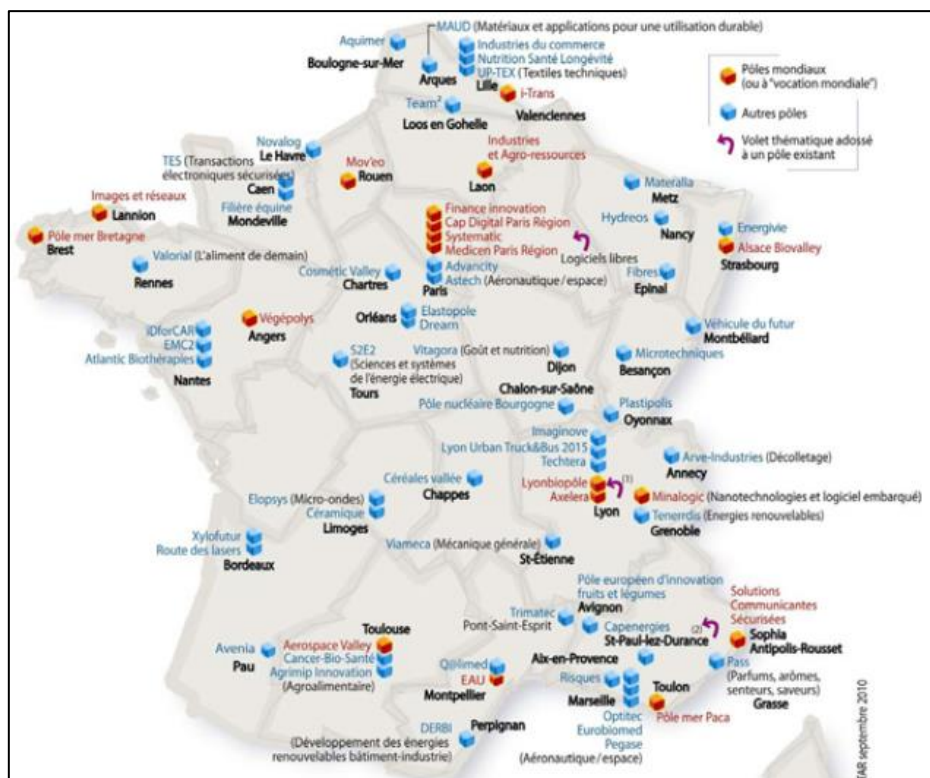 MAUD (Matériaux et applications pour une utilisation durable)
Aquimer
Boulogne-sur-Mer
Arques
Industries du commerce
Nutrition Santé Longévité
UP-TEX (Textiles techniques)
Lille
i-Trans
Valenciennes
Team²
Loos en Gohelle
Pôles mondiaux
(ou à "vocation mondiale")
Autres pôles
Volet thématique adossé
à un pôle existant
Novalog
Le Havre
TES (Transactions
électroniques sécurisées)
Caen
Filière équine
Mondeville
Mov'eo
Rouen
Industries
et Agro-ressources
Laon
Materalia
Metz
Hydreos
Nancy
Energivie
Alsace Biovalley
Strasbourg
Images et réseaux
Lannion
Pôle mer Bretagne
Brest
Valorial (L'aliment de demain)
Rennes
Finance innovation
Cap Digital Paris Région
Systematic
Medicen Paris Région
Logiciels libres
Advancity
Astech (Aéronautique/espace)
Paris
Cosmétic Valley
Chartres
Fibres
Epinal
Elastopole
Dream
Orléans
Végépolys
Angers
iDforCAR
EMC2
Atlantic Biothérapies
Nantes
S2E2
(Sciences et systèmes
de l'énergie électrique)
Tours
Vitagora (Goût et nutrition)
Dijon
Véhicule du futur
Montbéliard
Microtechniques
Besançon
Chalon-sur-Saône
Pôle nucléaire Bourgogne
Plastipolis
Oyonnax
Imaginove
Lyon Urban Truck&Bus 2015
Techtera
Lyonbiopôle
(1)
Axelera
Lyon
Arve-Industries (Décolletage)
Annecy
Minalogic (Nanotechnologies et logiciel embarqué)
Tenerrdis (Energies renouvelables)
Grenoble
Céréales vallée
Chappes
Elopsys (Micro-ondes)
Céramique
Limoges
Viameca (Mécanique générale)
St-Étienne
Xylofutur
Route des lasers
Bordeaux
Pôle européen d'innovation
fruits et légumes
Avignon
Trimatec
Pont-Saint-Esprit
Capenergies
(2)
St-Paul-lez-Durance
Solutions
Communicantes
Sécurisées
Sophia
Antipolis-Rousset
Toulouse
Aerospace Valley
Cancer-Bio-Santé
Agrimip Innovation
(Agroalimentaire)
Avenia
Pau
Q@limed
EAU
Montpellier
Aix-en-Provence
Risques
Marseille
Optitec
Eurobiomed
Pegase
(Aéronautique/espace)
Toulon
Pôle mer Paca
Pass
(Parfums, arômes,
senteurs, saveurs)
Grasse
DERBI
Perpignan
(Développement des énergies
renouvelables bâtiment-industrie)
TAR septembre 2010